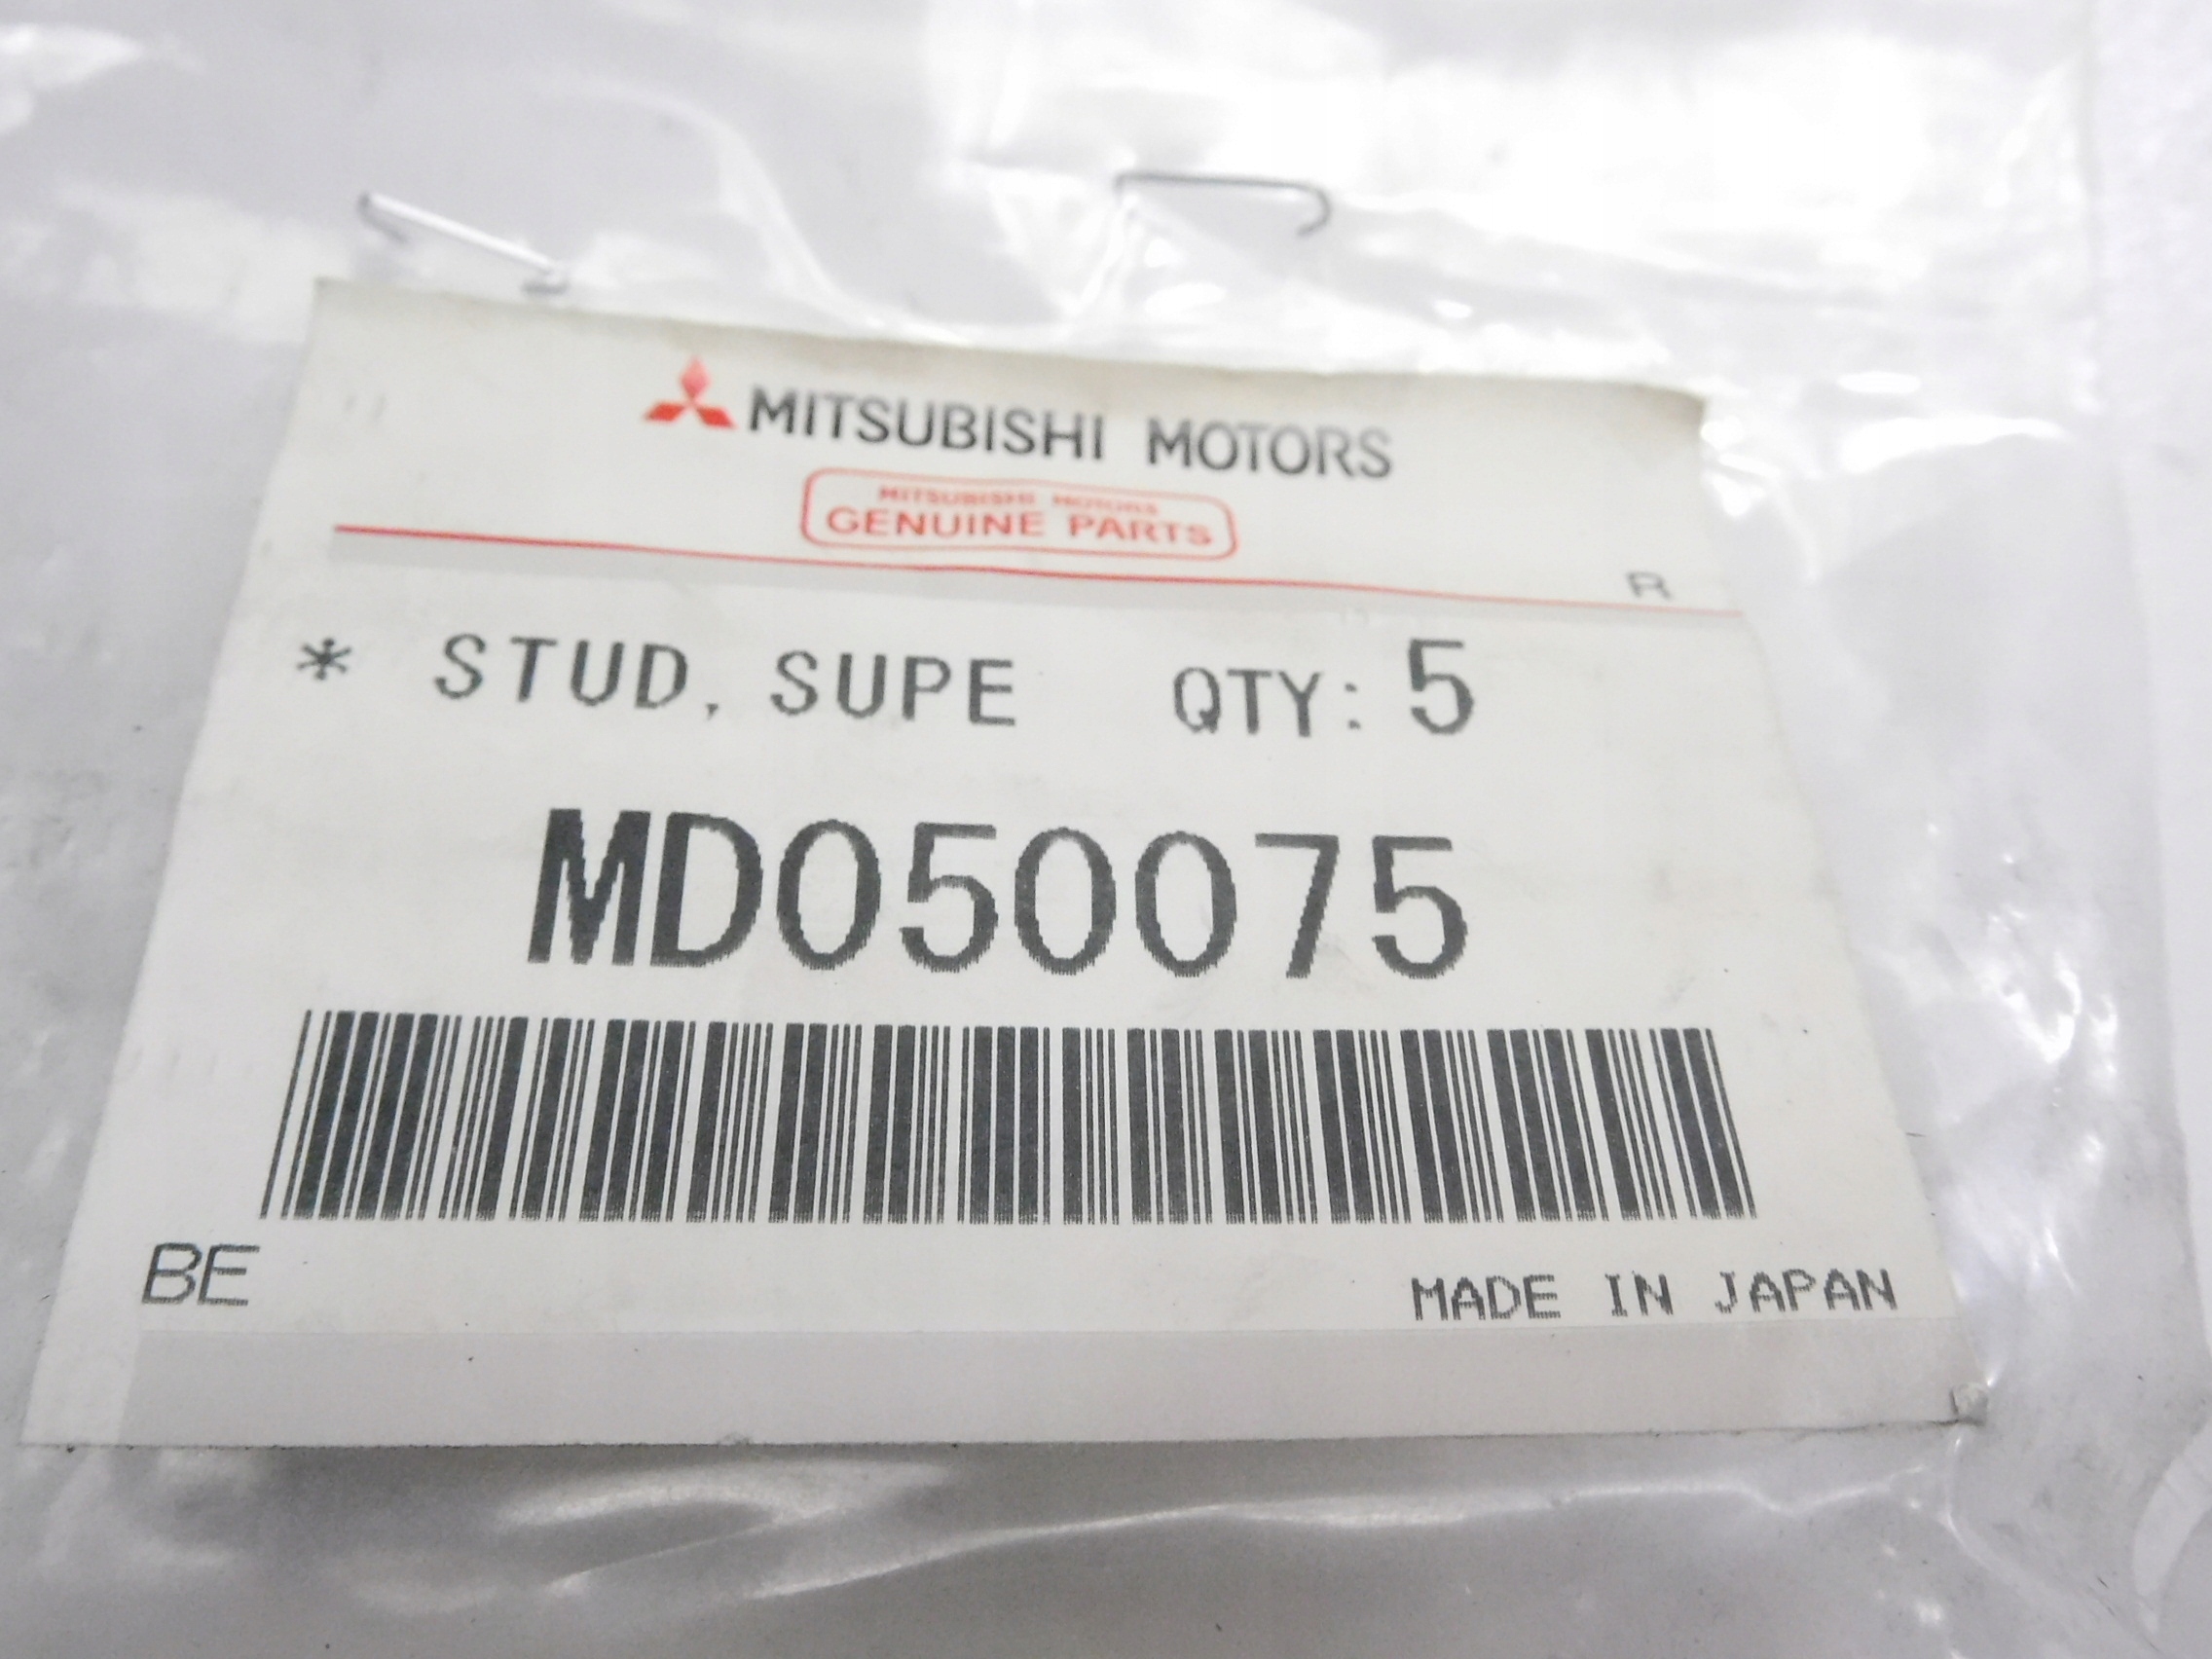 MITSUBISHI MOTORS
MITSUBISHI MOTORS
GENUINE PARTS
R
* STUD, SUPE QTY: 5
MD050075
BE
MADE IN JAPAN